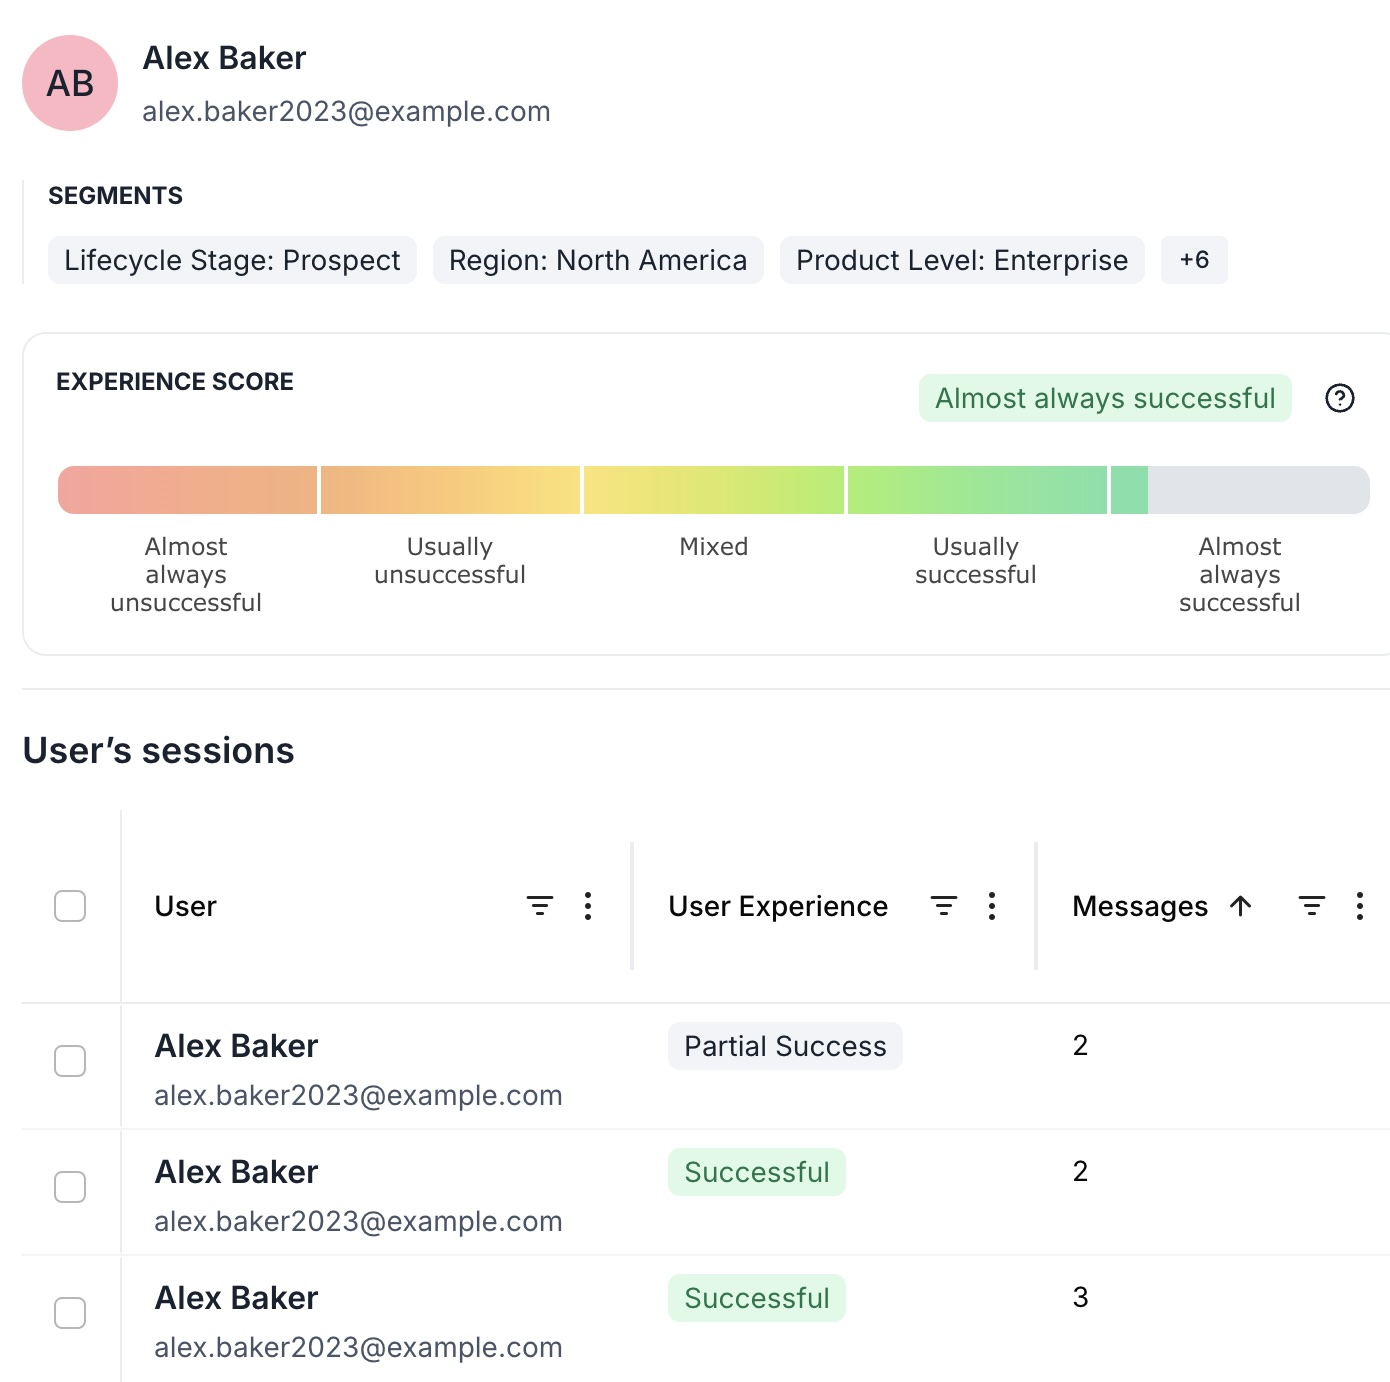 AB
Alex Baker
alex.baker2023@example.com
SEGMENTS
Lifecycle Stage: Prospect Region: North America Product Level: Enterprise +6
EXPERIENCE SCORE
Almost always successful
Almost always unsuccessful
Usually unsuccessful
Mixed
Usually successful
Almost always successful
User’s sessions
User User Experience Messages
Alex Baker Partial Success 2
alex.baker2023@example.com
Alex Baker Successful 2
alex.baker2023@example.com
Alex Baker Successful 3
alex.baker2023@example.com